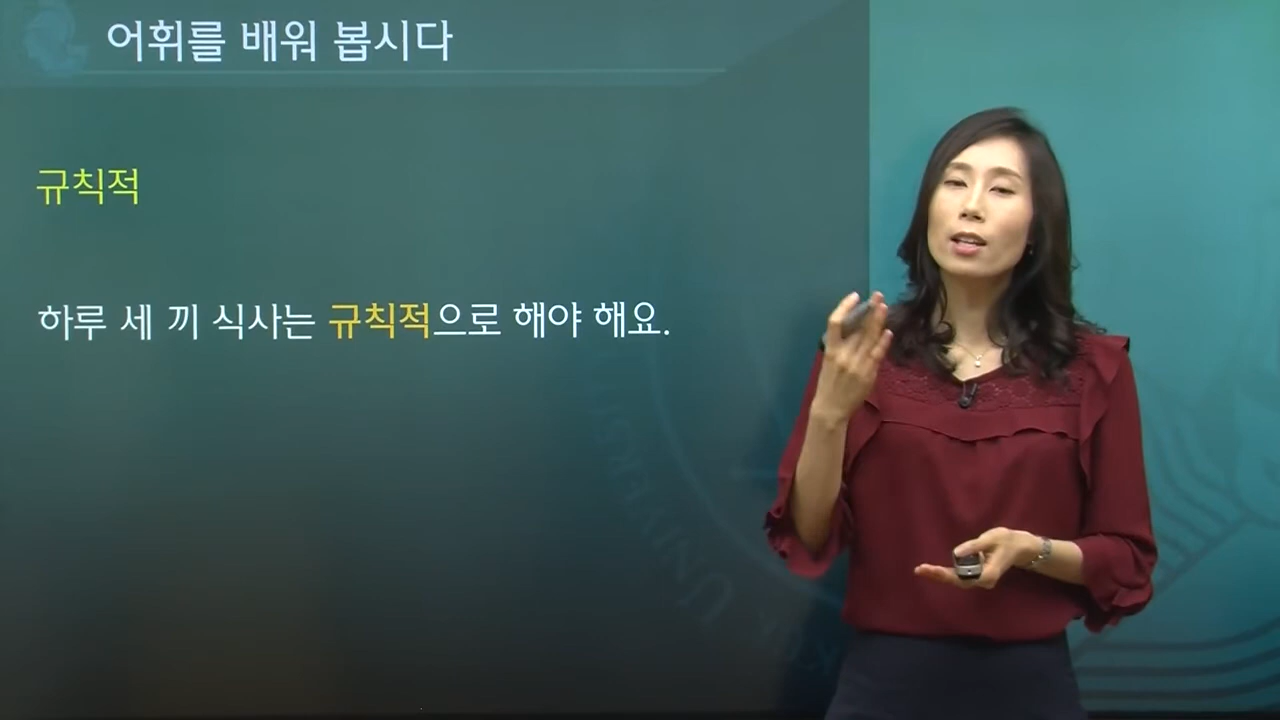 어휘를 배워 봅시다
규칙적
하루 세 끼 식사는 규칙적으로 해야 해요.